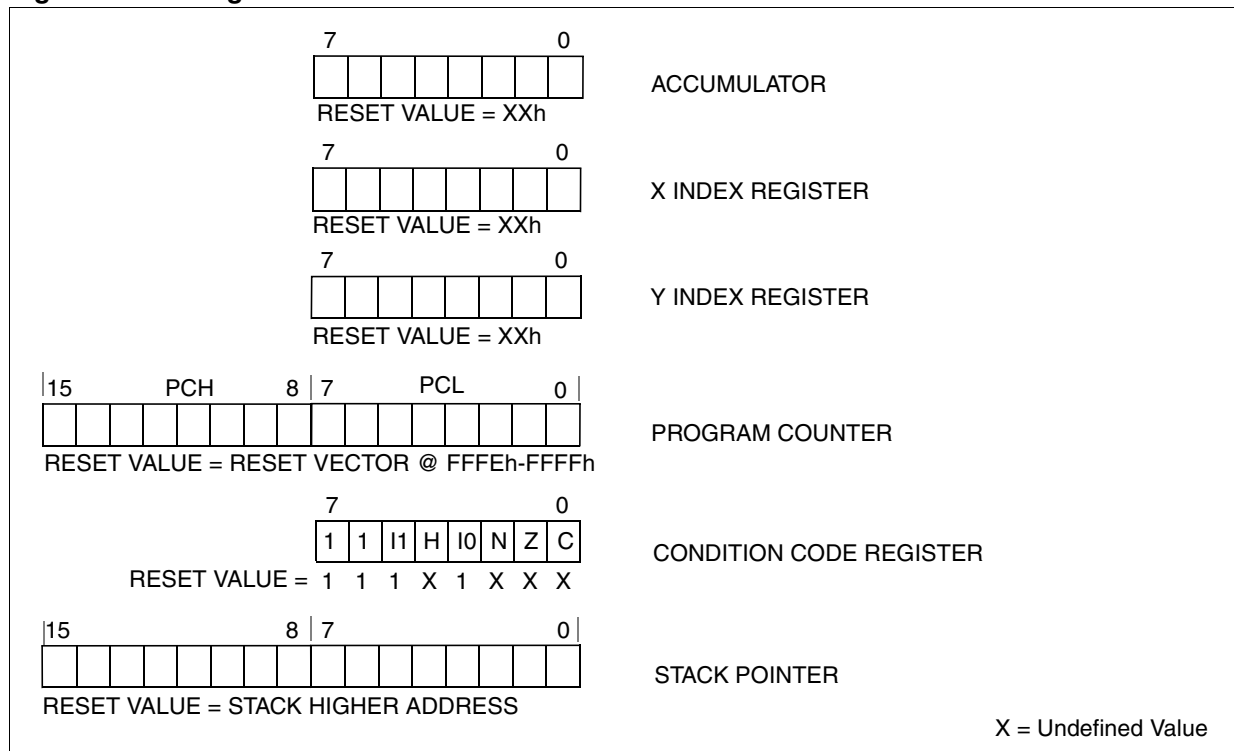 7 0
ACCUMULATOR
RESET VALUE = XXh
7 0
X INDEX REGISTER
RESET VALUE = XXh
7 0
Y INDEX REGISTER
RESET VALUE = XXh
15 PCH 8 7 PCL 0
PROGRAM COUNTER
RESET VALUE = RESET VECTOR @ FFFEh-FFFFh
7 0
1 1 I1 H I0 N Z C
CONDITION CODE REGISTER
RESET VALUE = 1 1 1 X 1 X X X
15 8 7 0
STACK POINTER
RESET VALUE = STACK HIGHER ADDRESS
X = Undefined Value